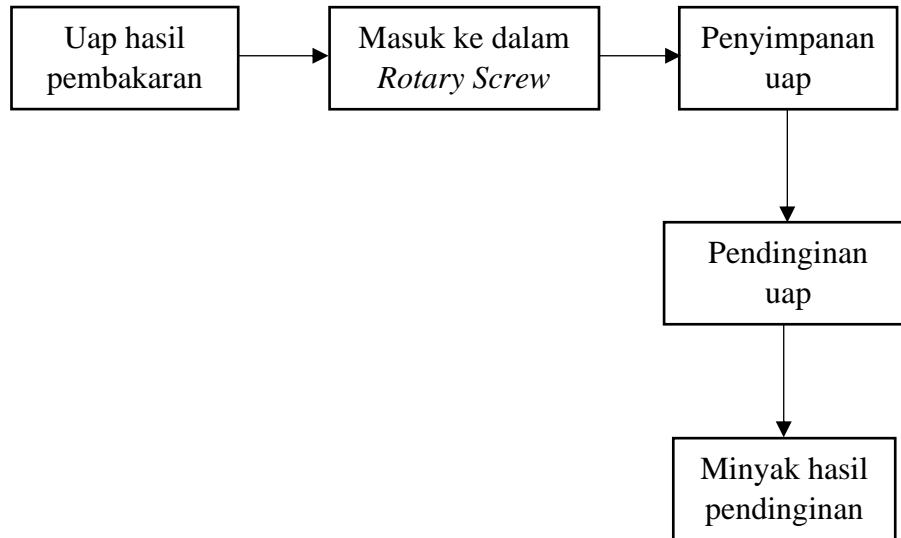 Uap hasil
pembakaran
Masuk ke dalam
Rotary Screw
Penyimpanan
uap
Pendinginan
uap
Minyak hasil
pendinginan